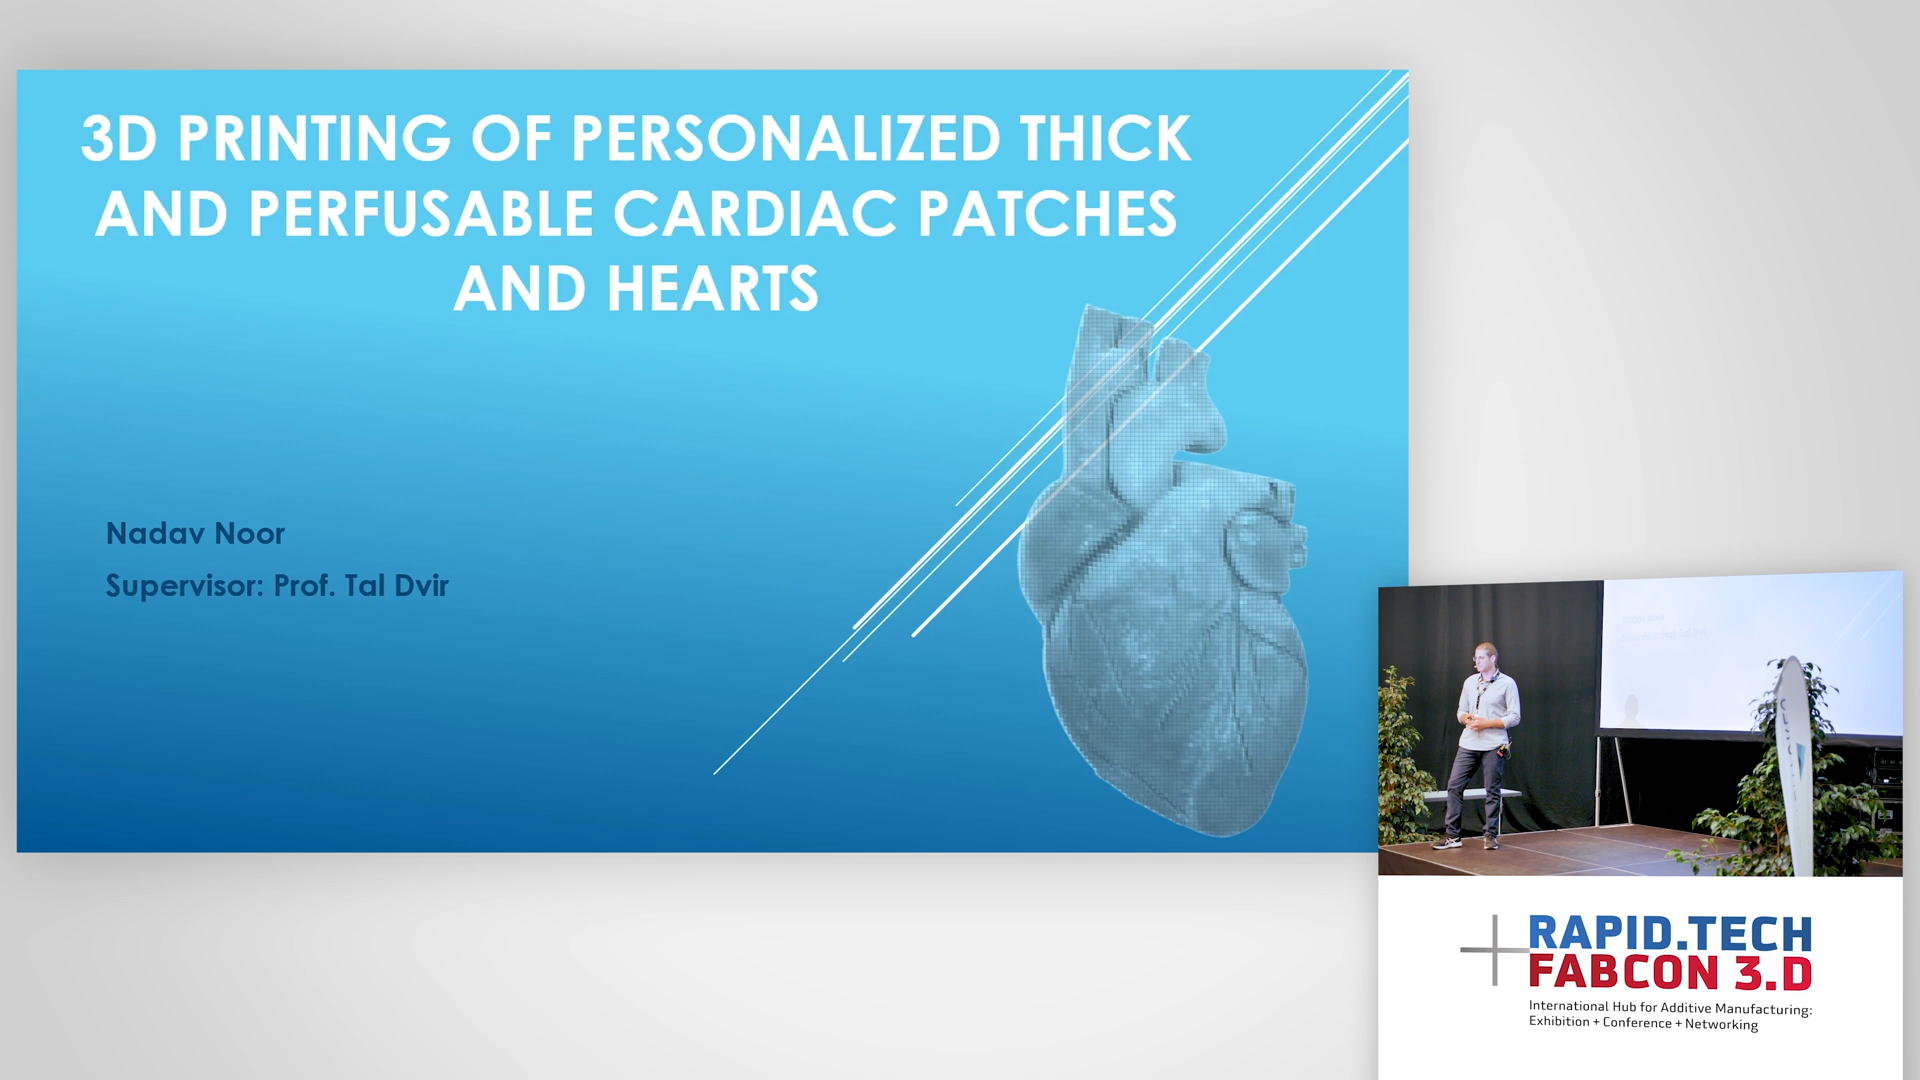 3D PRINTING OF PERSONALIZED THICK
AND PERFUSABLE CARDIAC PATCHES
AND HEARTS
Nadav Noor
Supervisor: Prof. Tal Dvir
RAPID.TECH
FABCON 3.D
International Hub for Additive Manufacturing:
Exhibition + Conference + Networking